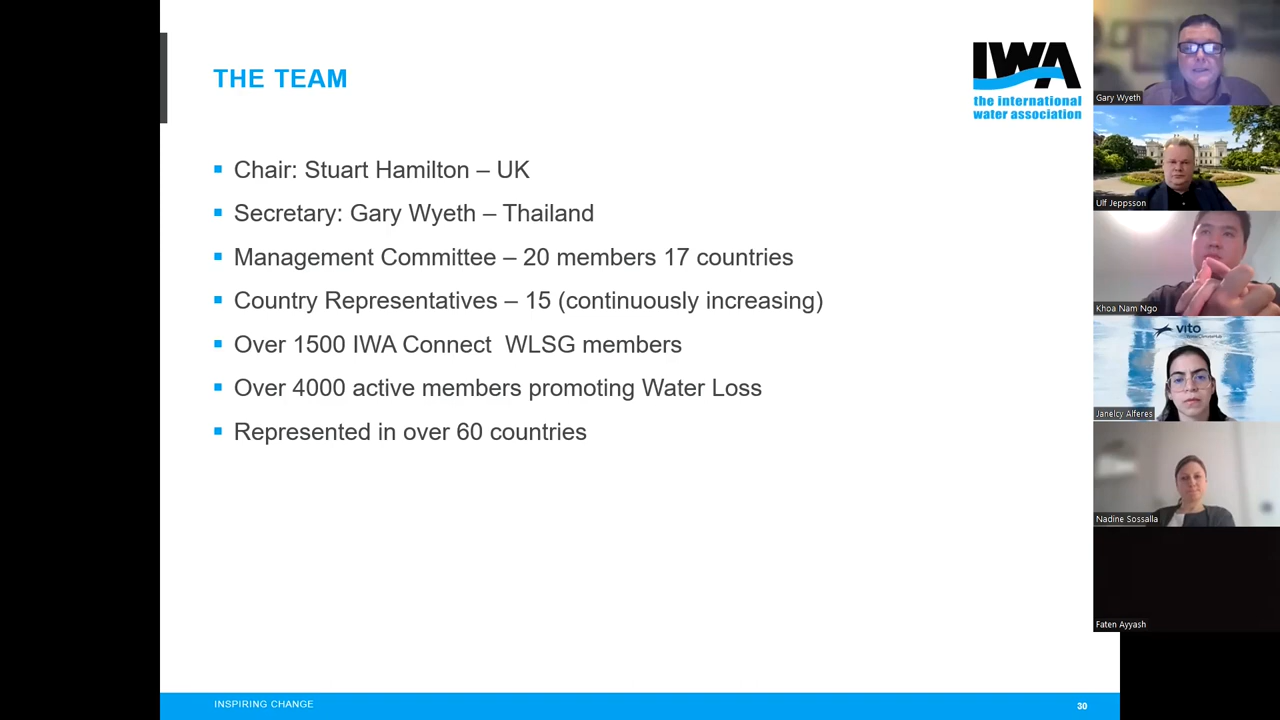 THE TEAM
IWA
the international
water association
Chair: Stuart Hamilton – UK
Secretary: Gary Wyeth – Thailand
Management Committee – 20 members 17 countries
Country Representatives – 15 (continuously increasing)
Over 1500 IWA Connect  WLSG members
Over 4000 active members promoting Water Loss
Represented in over 60 countries
INSPIRING CHANGE
30
Gary Wyeth
Ulf Jeppsson
Khoa Nam Ngo
vito
Janelcy Alferes
Nadine Sossalla
Faten Ayyash